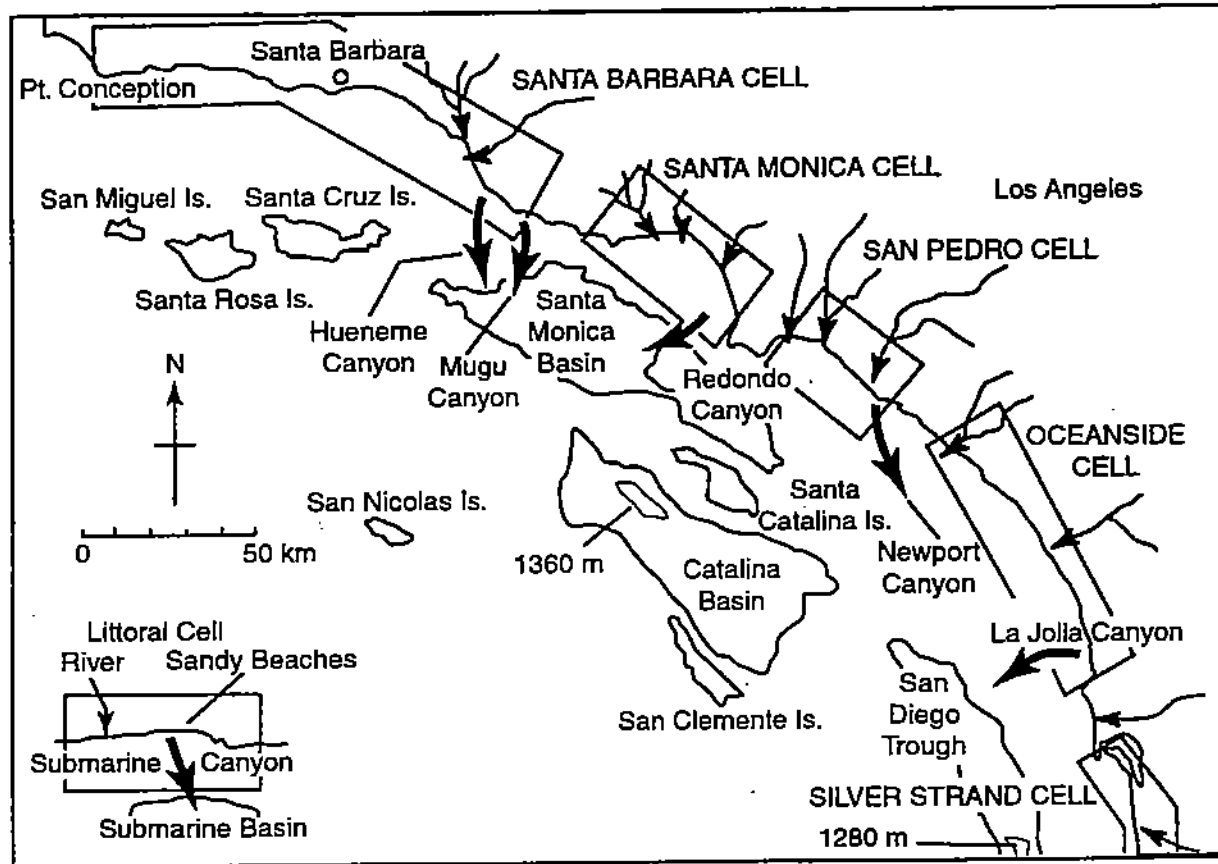 Santa Barbara
SANTA BARBARA CELL
Pt. Conception
SANTA MONICA CELL
Los Angeles
San Miguel Is.
Santa Cruz Is.
SAN PEDRO CELL
Santa Rosa Is.
Hueneme
Canyon
Mugu
Canyon
Santa
Monica
Basin
Redondo
Canyon
N
OCEANSIDE
CELL
San Nicolas Is.
Santa
Catalina Is.
0 50 km
1360 m
Catalina
Basin
Newport
Canyon
La Jolla Canyon
Littoral Cell
River Sandy Beaches
Submarine Canyon
Submarine Basin
San Clemente Is.
San
Diego
Trough
SILVER STRAND CELL
1280 m